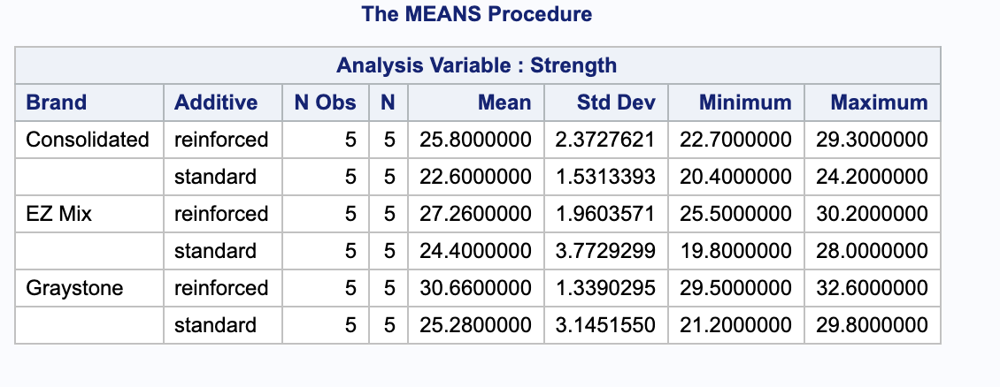 The MEANS Procedure
Analysis Variable : Strength
Brand Additive N Obs N Mean Std Dev Minimum Maximum
Consolidated reinforced 5 5 25.8000000 2.3727621 22.7000000 29.3000000
standard 5 5 22.6000000 1.5313393 20.4000000 24.2000000
EZ Mix reinforced 5 5 27.2600000 1.9603571 25.5000000 30.2000000
standard 5 5 24.4000000 3.7729299 19.8000000 28.0000000
Graystone reinforced 5 5 30.6600000 1.3390295 29.5000000 32.6000000
standard 5 5 25.2800000 3.1451550 21.2000000 29.8000000